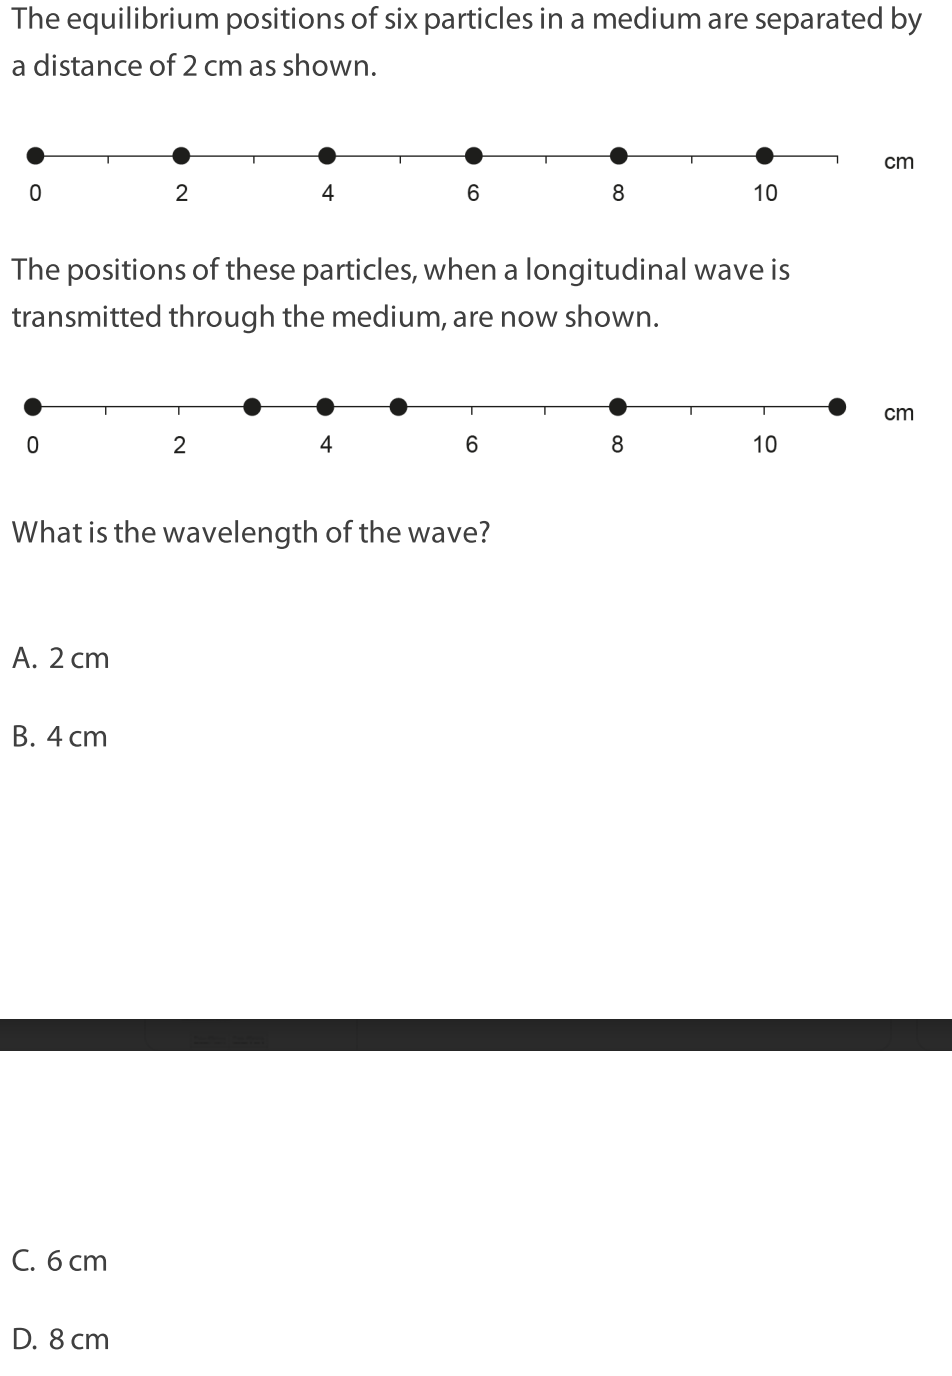 The equilibrium positions of six particles in a medium are separated by
a distance of 2 cm as shown.
0 2 4 6 8 10 cm
The positions of these particles, when a longitudinal wave is
transmitted through the medium, are now shown.
0 2 4 6 8 10 cm
What is the wavelength of the wave?
A. 2 cm
B. 4 cm
C. 6 cm
D. 8 cm